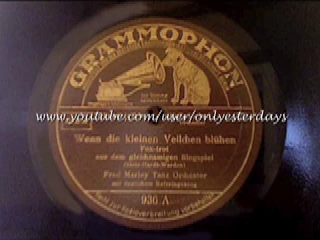 GRAMMOPHON
www.youtube.com/user/onlyesterdays
Wenn die kleinen Veilchen blühen
Fox-trot
aus dem gleichnamigen Singspiel
Fred Marley Tanz Orchester
mit deutschem Refraingesang
936 A